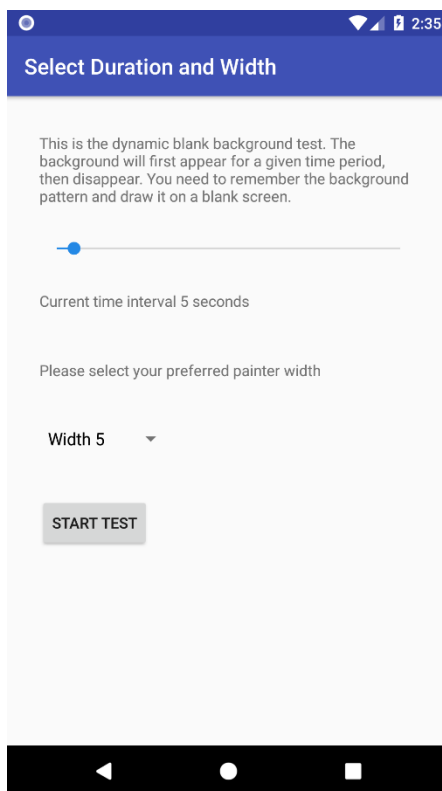 2:35
Select Duration and Width
This is the dynamic blank background test. The
background will first appear for a given time period,
then disappear. You need to remember the background
pattern and draw it on a blank screen.
Current time interval 5 seconds
Please select your preferred painter width
Width 5
START TEST